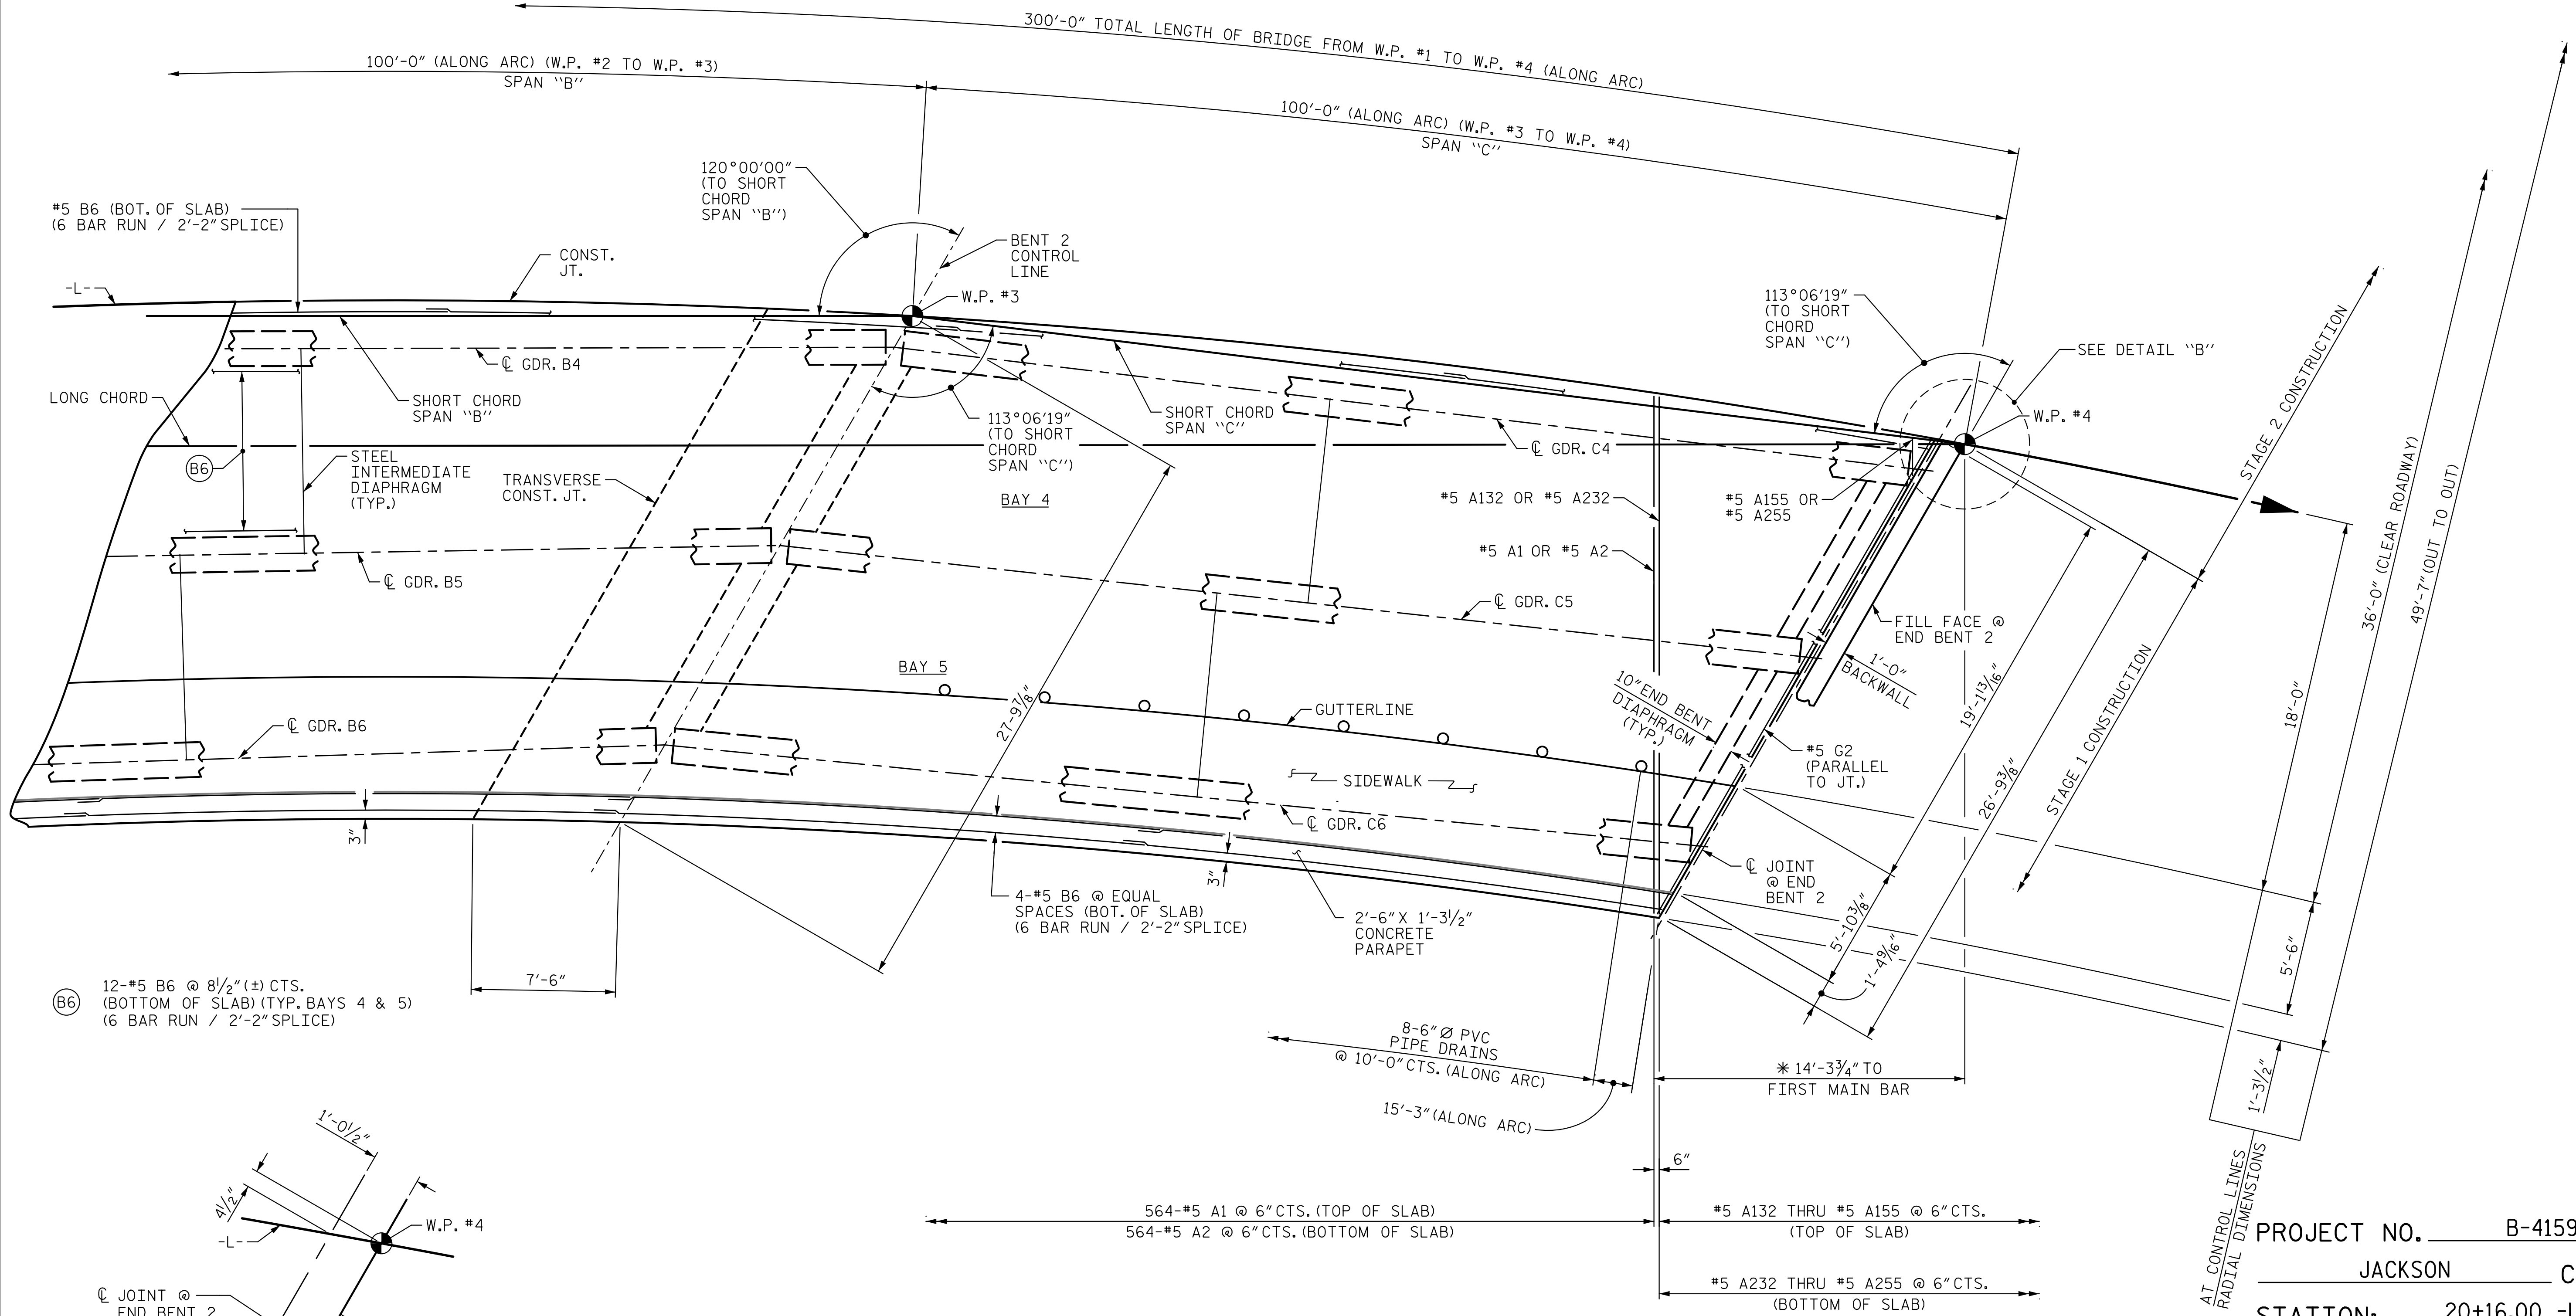 300'-0" TOTAL LENGTH OF BRIDGE FROM W.P. #1 TO W.P. #4 (ALONG ARC)
100'-0" (ALONG ARC) (W.P. #2 TO W.P. #3)
SPAN "B"
100'-0" (ALONG ARC) (W.P. #3 TO W.P. #4)
SPAN "C"
120°00'00"
(TO SHORT
CHORD
SPAN "B")
#5 B6 (BOT. OF SLAB)
(6 BAR RUN / 2'-2" SPLICE)
CONST.
JT.
BENT 2
CONTROL
LINE
-L-
W.P. #3
113°06'19"
(TO SHORT
CHORD
SPAN "C")
SEE DETAIL "B"
STAGE 2 CONSTRUCTION
℄ GDR. B4
LONG CHORD
SHORT CHORD
SPAN "B"
113°06'19"
(TO SHORT
CHORD
SPAN "C")
SHORT CHORD
SPAN "C"
W.P. #4
℄ GDR. C4
B6
STEEL
INTERMEDIATE
DIAPHRAGM
(TYP.)
TRANSVERSE
CONST. JT.
BAY 4
#5 A132 OR #5 A232
#5 A155 OR
#5 A255
#5 A1 OR #5 A2
36'-0" (CLEAR ROADWAY)
49'-7" (OUT TO OUT)
℄ GDR. B5
℄ GDR. C5
FILL FACE @
END BENT 2
1'-0"
BACKWALL
BAY 5
27'-9 7/8"
10" END BENT
DIAPHRAGM
(TYP.)
19'-1 13/16"
STAGE 1 CONSTRUCTION
18'-0"
℄ GDR. B6
GUTTERLINE
SIDEWALK
#5 G2
(PARALLEL
TO JT.)
26'-9 3/8"
3"
℄ GDR. C6
3"
℄ JOINT
@ END
BENT 2
4-#5 B6 @ EQUAL
SPACES (BOT. OF SLAB)
(6 BAR RUN / 2'-2" SPLICE)
2'-6" X 1'-3 1/2"
CONCRETE
PARAPET
5'-10 3/8"
1'-4 9/16"
5'-6"
7'-6"
B6
12-#5 B6 @ 8 1/2" (±) CTS.
(BOTTOM OF SLAB) (TYP. BAYS 4 & 5)
(6 BAR RUN / 2'-2" SPLICE)
8-6" Ø PVC
PIPE DRAINS
@ 10'-0" CTS. (ALONG ARC)
15'-3" (ALONG ARC)
* 14'-3 3/4" TO
FIRST MAIN BAR
1'-3 1/2"
6"
AT CONTROL LINES
RADIAL DIMENSIONS
564-#5 A1 @ 6" CTS. (TOP OF SLAB)
564-#5 A2 @ 6" CTS. (BOTTOM OF SLAB)
#5 A132 THRU #5 A155 @ 6" CTS.
(TOP OF SLAB)
#5 A232 THRU #5 A255 @ 6" CTS.
(BOTTOM OF SLAB)
1'-0 1/2"
4 1/2"
W.P. #4
-L-
℄ JOINT @
END BENT 2
PROJECT NO. B-4159
JACKSON C
STATION: 20+16.00 -L